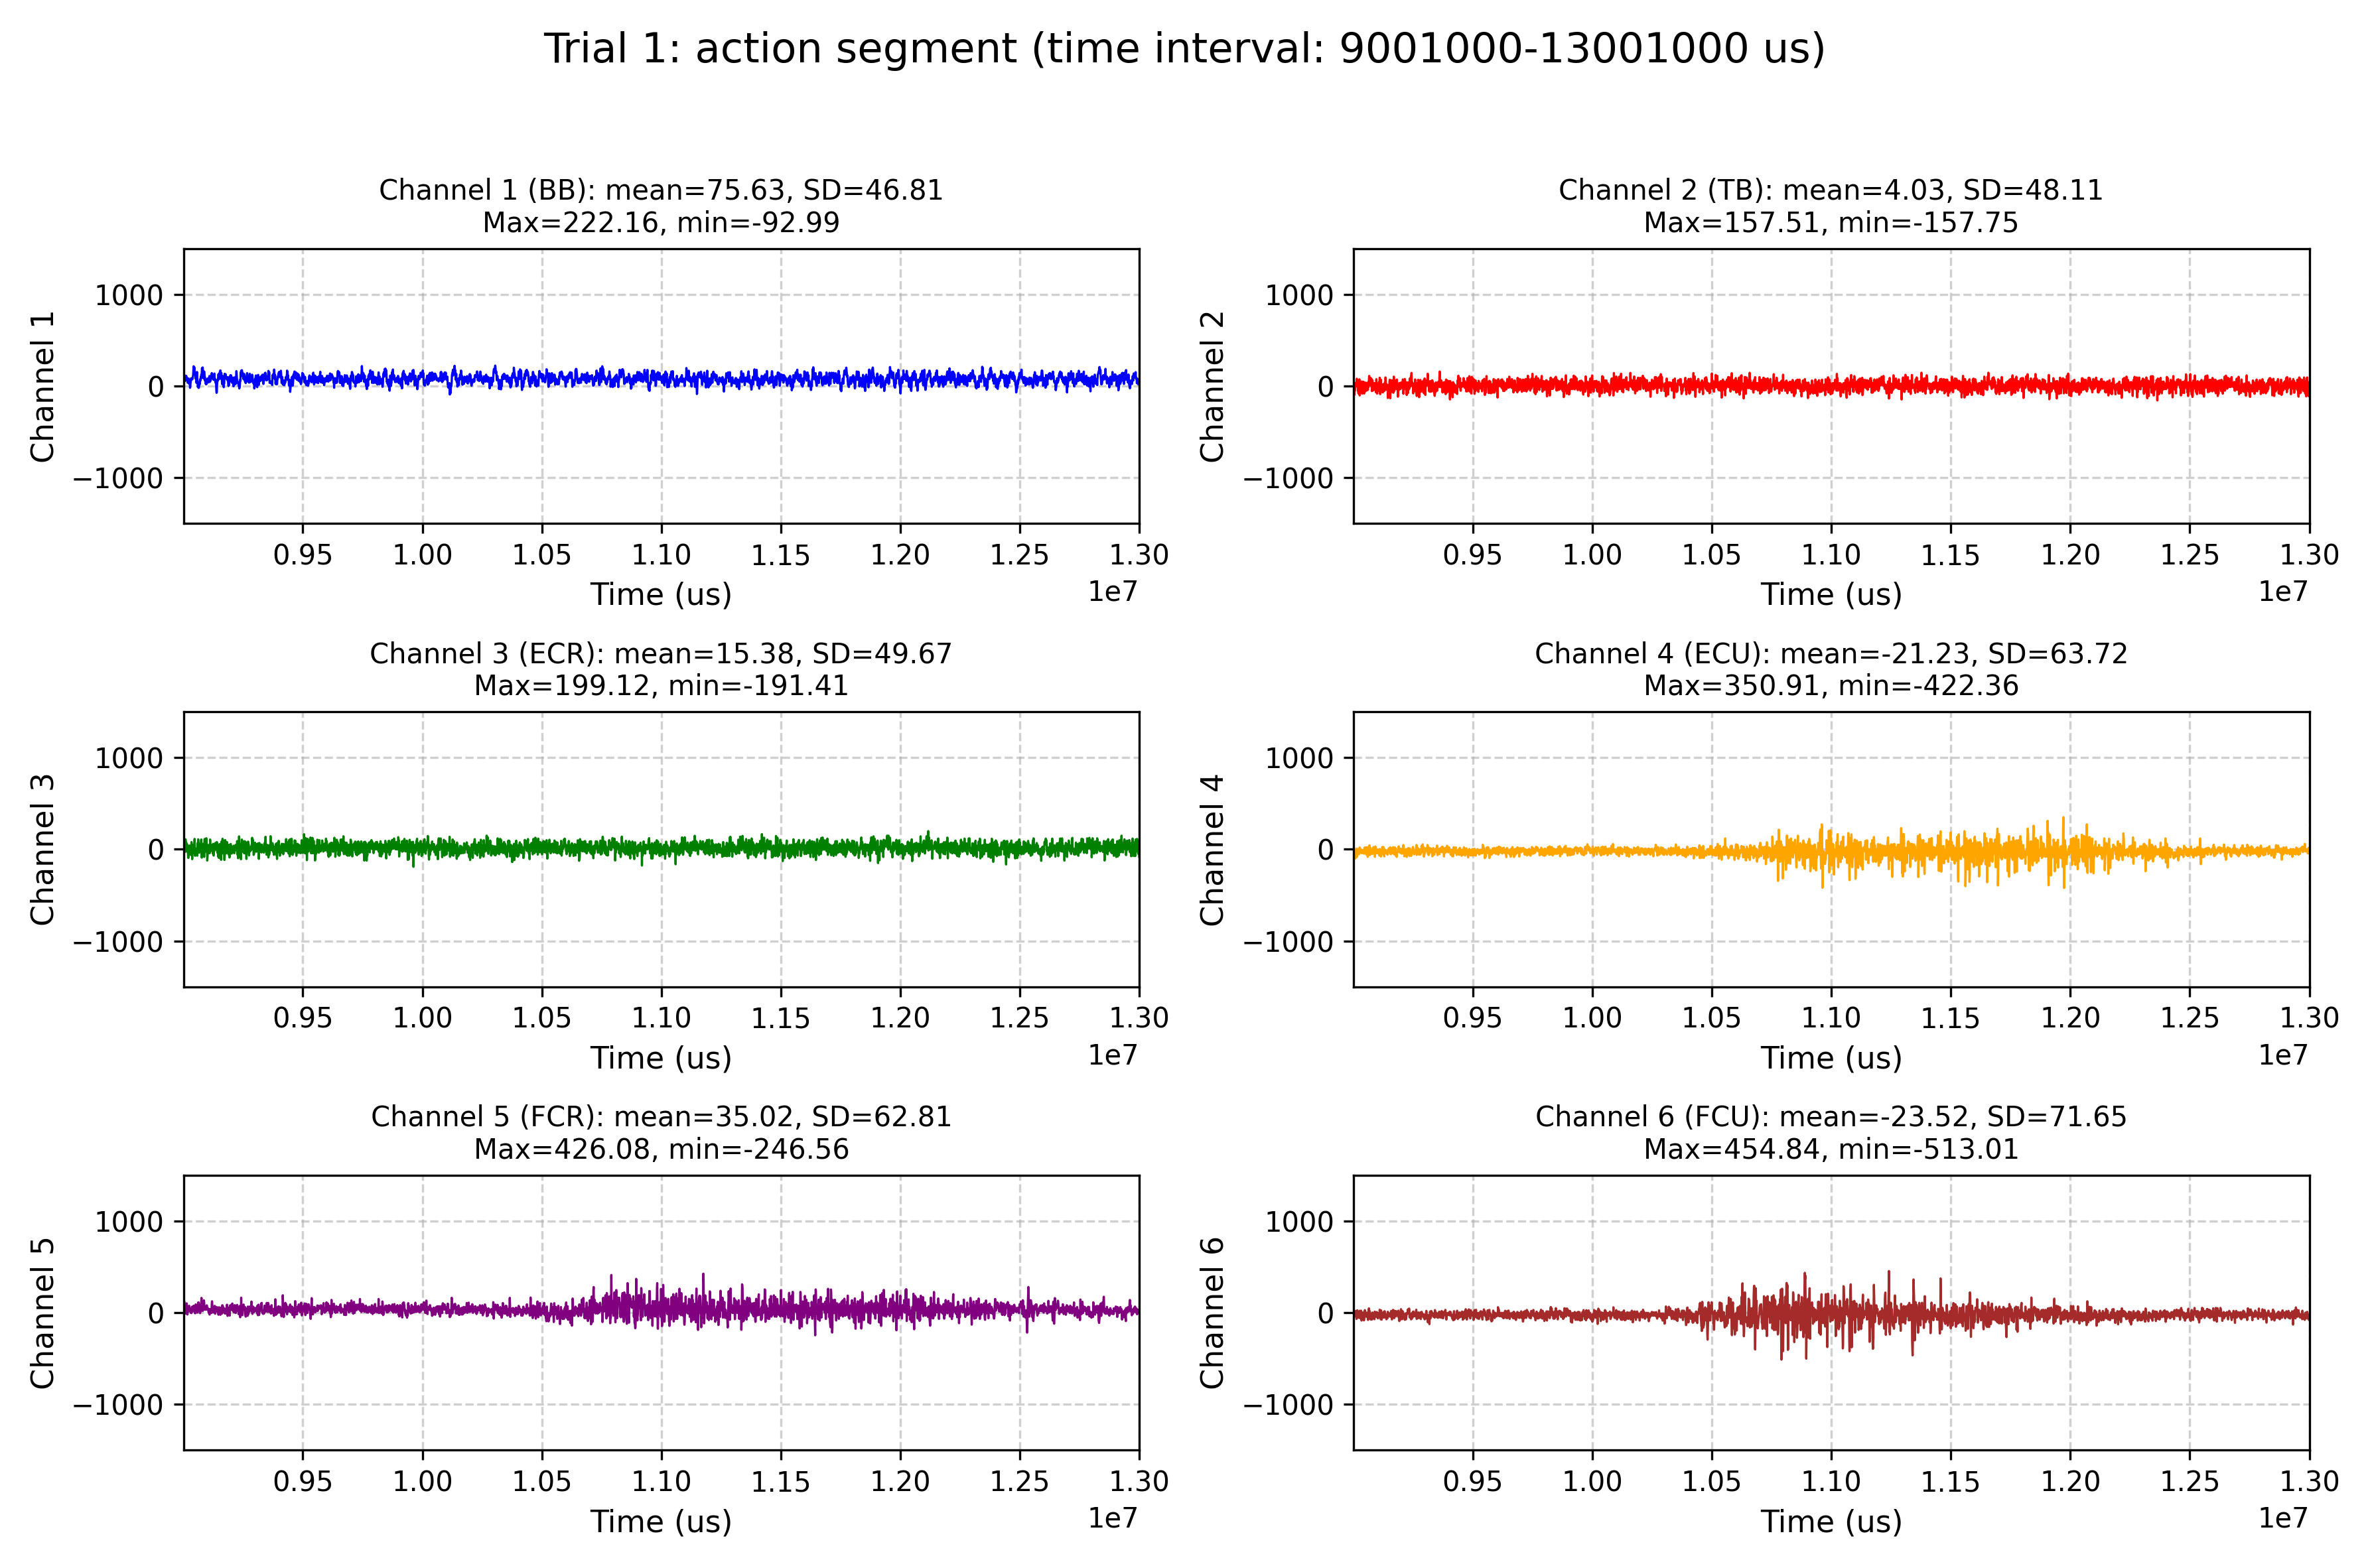 Trial 1: action segment (time interval: 9001000-13001000 us)
Channel 1 (BB): mean=75.63, SD=46.81
Max=222.16, min=-92.99
Channel 1
1000
0
−1000
0.95 1.00 1.05 1.10 1.15 1.20 1.25 1.30
Time (us)
1e7
Channel 2 (TB): mean=4.03, SD=48.11
Max=157.51, min=-157.75
Channel 2
1000
0
−1000
0.95 1.00 1.05 1.10 1.15 1.20 1.25 1.30
Time (us)
1e7
Channel 3 (ECR): mean=15.38, SD=49.67
Max=199.12, min=-191.41
Channel 3
1000
0
−1000
0.95 1.00 1.05 1.10 1.15 1.20 1.25 1.30
Time (us)
1e7
Channel 4 (ECU): mean=-21.23, SD=63.72
Max=350.91, min=-422.36
Channel 4
1000
0
−1000
0.95 1.00 1.05 1.10 1.15 1.20 1.25 1.30
Time (us)
1e7
Channel 5 (FCR): mean=35.02, SD=62.81
Max=426.08, min=-246.56
Channel 5
1000
0
−1000
0.95 1.00 1.05 1.10 1.15 1.20 1.25 1.30
Time (us)
1e7
Channel 6 (FCU): mean=-23.52, SD=71.65
Max=454.84, min=-513.01
Channel 6
1000
0
−1000
0.95 1.00 1.05 1.10 1.15 1.20 1.25 1.30
Time (us)
1e7